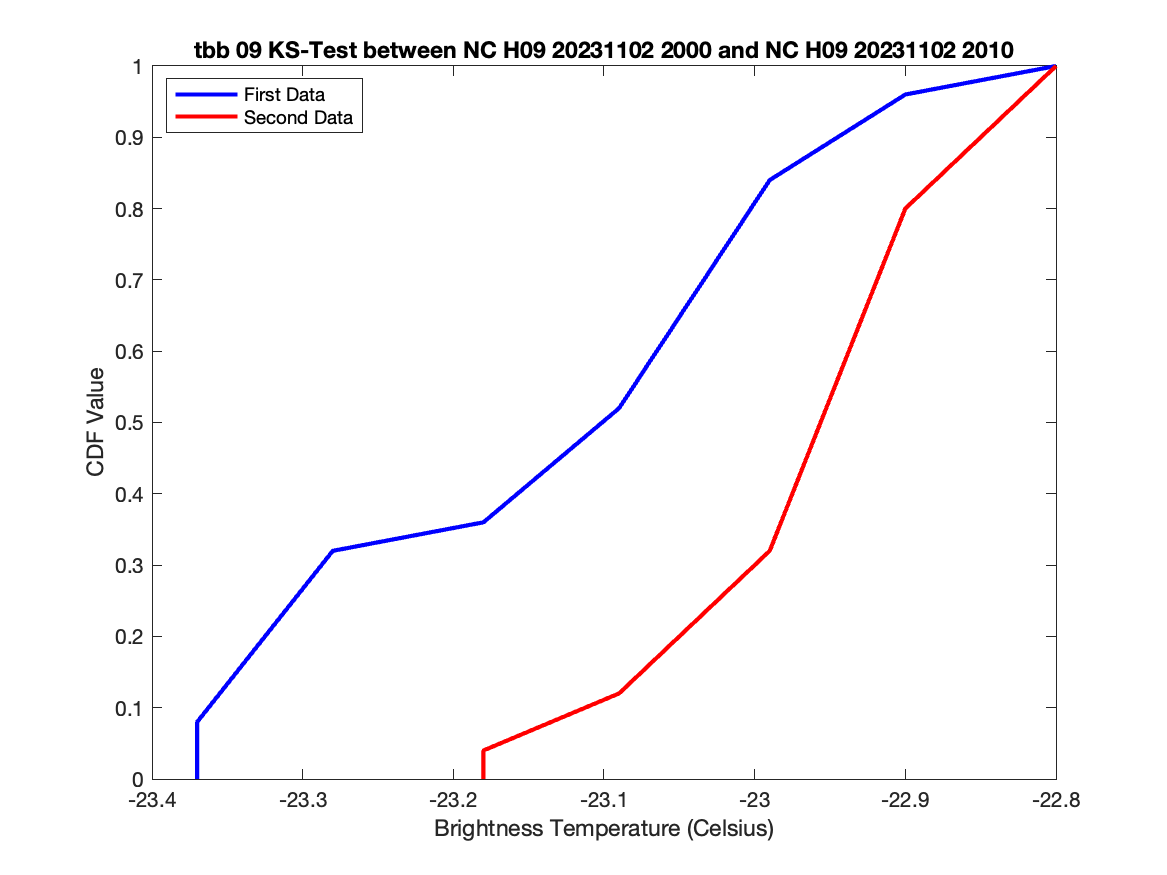 tbb 09 KS-Test between NC H09 20231102 2000 and NC H09 20231102 2010
First Data
Second Data
1
0.9
0.8
0.7
0.6
0.5
0.4
0.3
0.2
0.1
0
CDF Value
-23.4 -23.3 -23.2 -23.1 -23 -22.9 -22.8
Brightness Temperature (Celsius)